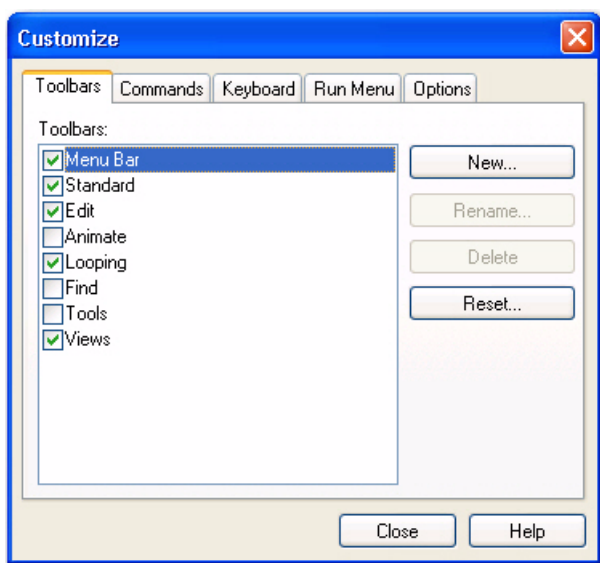 Customize
Toolbars Commands Keyboard Run Menu Options
Toolbars:
Menu Bar
Standard
Edit
Animate
Looping
Find
Tools
Views
New...
Rename...
Delete
Reset...
Close Help